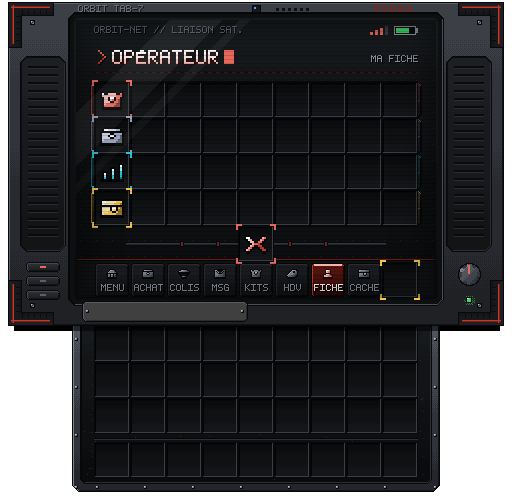 ORBIT TAB-7
ORBIT-NET // LIAISON SAT.
OPÉRATEUR
MA FICHE
MENU ACHAT COLIS MSG KITS HDV FICHE CACHE